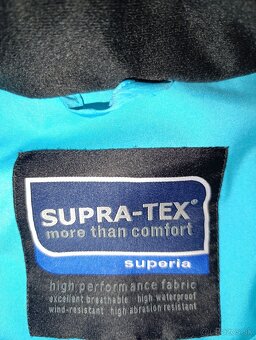 SUPRA-TEX®
more than comfort
superia
high performance fabric
excellent breathable high waterproof
wind-resistant high abrasion resistant